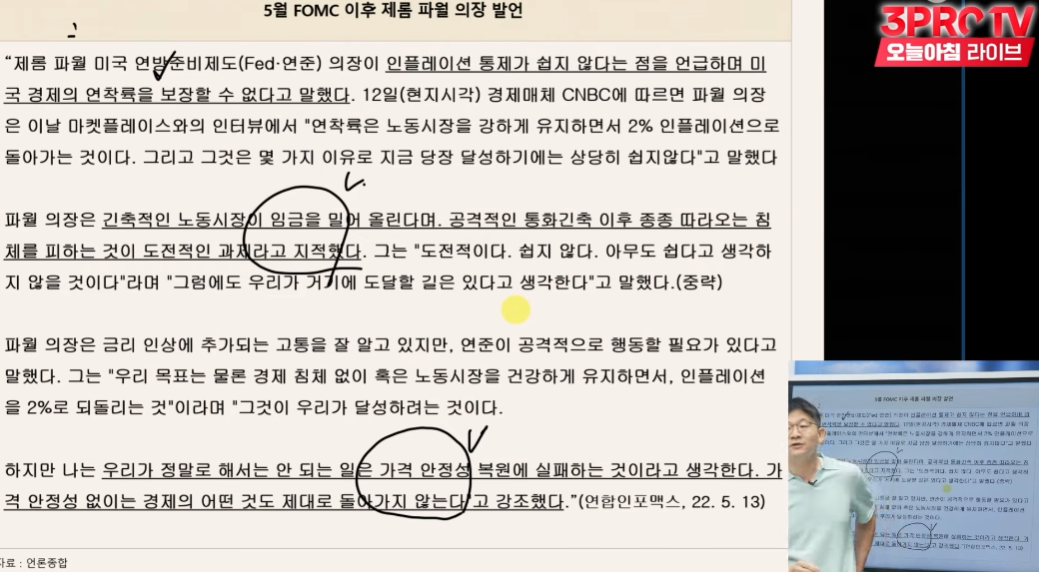 5월 FOMC 이후 제롬 파월 의장 발언
3PROTV
오늘아침 라이브
“제롬 파월 미국 연방준비제도(Fed·연준) 의장이 인플레이션 통제가 쉽지 않다는 점을 언급하며 미
국 경제의 연착륙을 보장할 수 없다고 말했다. 12일(현지시각) 경제매체 CNBC에 따르면 파월 의장
은 이날 마켓플레이스와의 인터뷰에서 "연착륙은 노동시장을 강하게 유지하면서 2% 인플레이션으로
돌아가는 것이다. 그리고 그것은 몇 가지 이유로 지금 당장 달성하기에는 상당히 쉽지않다"고 말했다
파월 의장은 긴축적인 노동시장이 임금을 밀어 올린다며. 공격적인 통화긴축 이후 종종 따라오는 침
체를 피하는 것이 도전적인 과제라고 지적했다. 그는 "도전적이다. 쉽지 않다. 아무도 쉽다고 생각하
지 않을 것이다"라며 "그럼에도 우리가 거기에 도달할 길은 있다고 생각한다"고 말했다.(중략)
파월 의장은 금리 인상에 추가되는 고통을 잘 알고 있지만, 연준이 공격적으로 행동할 필요가 있다고
말했다. 그는 "우리 목표는 물론 경제 침체 없이 혹은 노동시장을 건강하게 유지하면서, 인플레이션
을 2%로 되돌리는 것"이라며 "그것이 우리가 달성하려는 것이다.
하지만 나는 우리가 정말로 해서는 안 되는 일은 가격 안정성 복원에 실패하는 것이라고 생각한다. 가
격 안정성 없이는 경제의 어떤 것도 제대로 돌아가지 않는다"고 강조했다.”(연합인포맥스, 22. 5. 13)
자료 : 언론종합
5월 FOMC 이후 제롬 파월 의장 발언